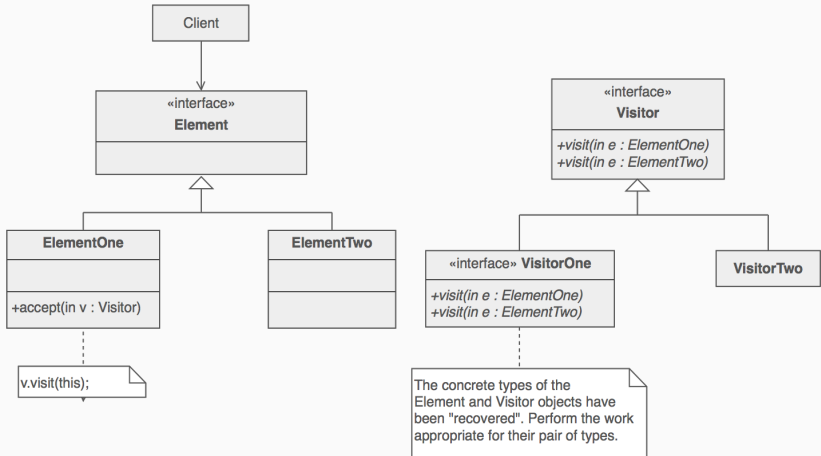 Client
«interface»
Element
«interface»
Visitor
+visit(in e : ElementOne)
+visit(in e : ElementTwo)
ElementOne
+accept(in v : Visitor)
ElementTwo
«interface» VisitorOne
+visit(in e : ElementOne)
+visit(in e : ElementTwo)
VisitorTwo
v.visit(this);
The concrete types of the
Element and Visitor objects have
been "recovered". Perform the work
appropriate for their pair of types.